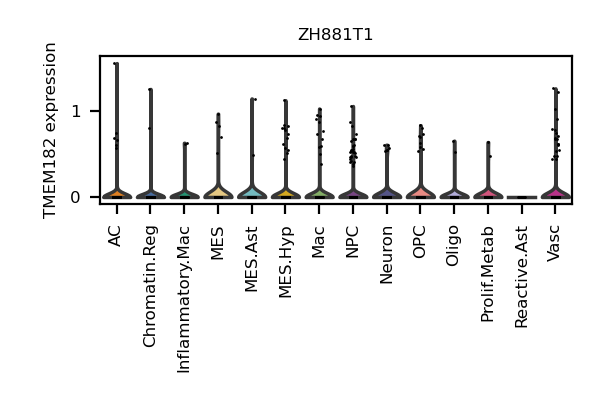 ZH881T1
TMEM182 expression
1
0
AC
Chromatin.Reg
Inflammatory.Mac
MES
MES.Ast
MES.Hyp
Mac
NPC
Neuron
OPC
Oligo
Prolif.Metab
Reactive.Ast
Vasc